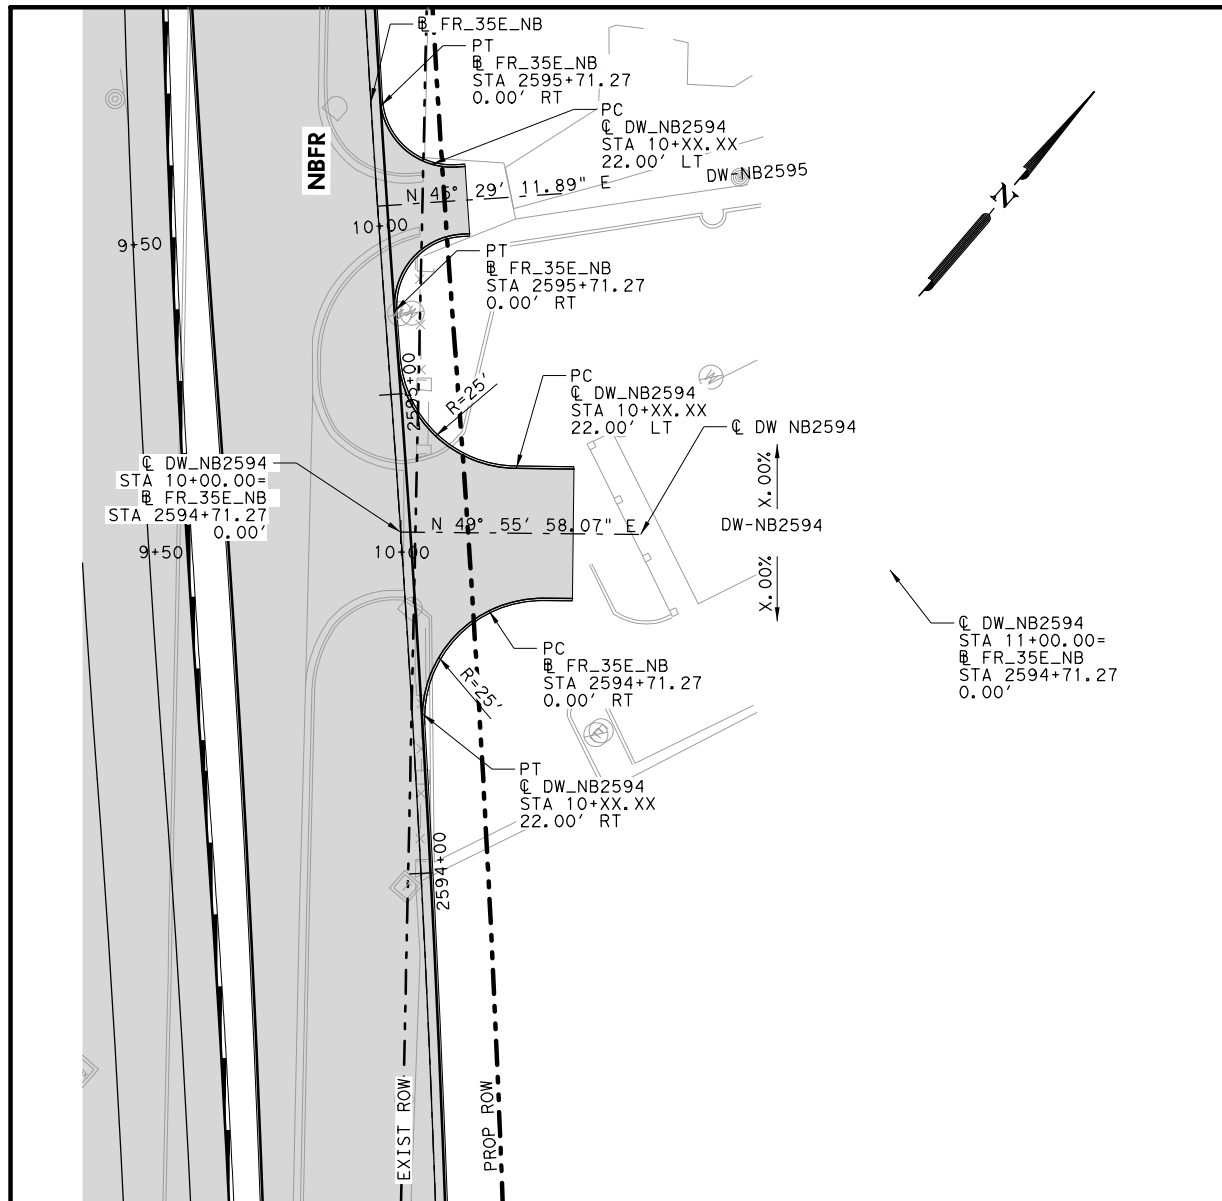 ℄ FR_35E_NB
PT
℄ FR_35E_NB
STA 2595+71.27
0.00' RT
PC
℄ DW_NB2594
STA 10+XX.XX
22.00' LT
DW-NB2595
NBFR
N 45° 29' 11.89" E
10+00
9+50
PT
℄ FR_35E_NB
STA 2595+71.27
0.00' RT
N
2595+00
R=25'
PC
℄ DW_NB2594
STA 10+XX.XX
22.00' LT
℄ DW NB2594
X.00%
DW-NB2594
X.00%
℄ DW_NB2594
STA 10+00.00=
℄ FR_35E_NB
STA 2594+71.27
0.00'
N 49° 55' 58.07" E
9+50
10+00
℄ DW_NB2594
STA 11+00.00=
℄ FR_35E_NB
STA 2594+71.27
0.00'
PC
℄ FR_35E_NB
STA 2594+71.27
0.00' RT
R=25'
PT
℄ DW_NB2594
STA 10+XX.XX
22.00' RT
2594+00
EXIST ROW
PROP ROW